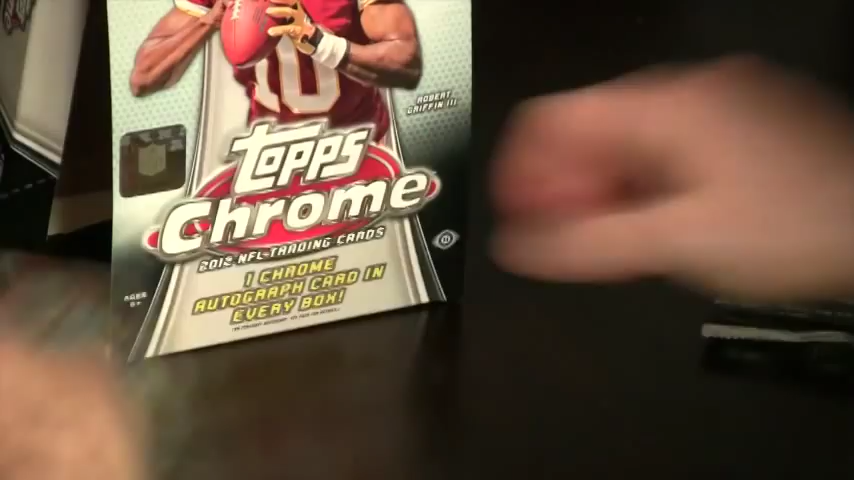 ROBERT
GRIFFIN III
topps
Chrome
2012 NFL TRADING CARDS
1 CHROME
AUTOGRAPH CARD IN
EVERY BOX!
AGES
6+